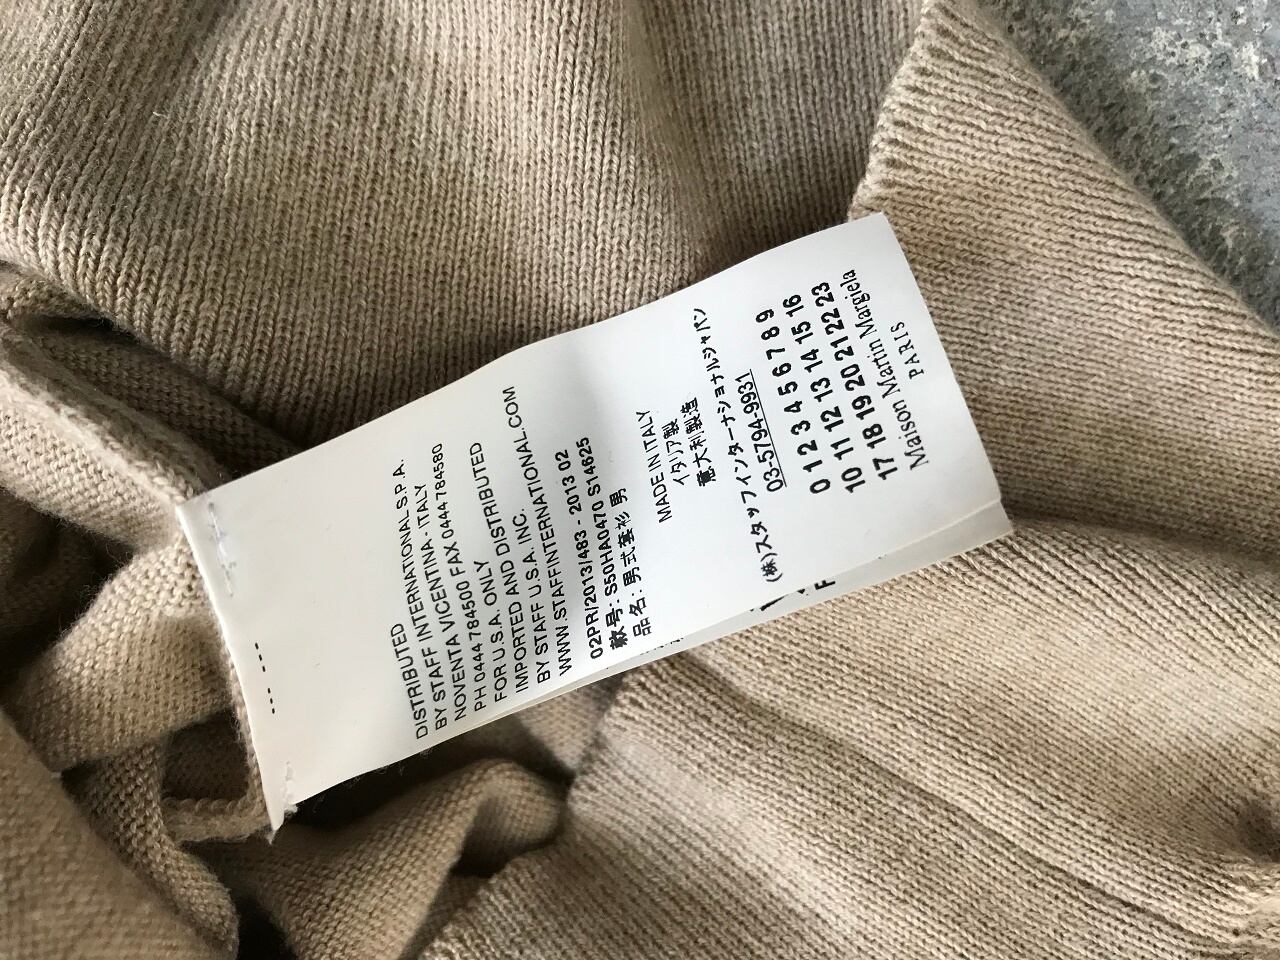 DISTRIBUTED
BY STAFF INTERNATIONAL S.P.A.
NOVENTA VICENTINA - ITALY
PH 0444 784500 FAX 0444 784580
FOR U.S.A. ONLY
IMPORTED AND DISTRIBUTED
BY STAFF U.S.A. INC.
WWW.STAFFINTERNATIONAL.COM
02PR/2013/483 - 2013 02
款号: S50HA0470 S14625
品名: 男式套衫 男
MADE IN ITALY
イタリア製
意大利製造
(株)スタッフインターナショナルジャパン
03-5794-9931
0 1 2 3 4 5 6 7 8 9
10 11 12 13 14 15 16
17 18 19 20 21 22 23
Maison Martin Margiela
PARIS